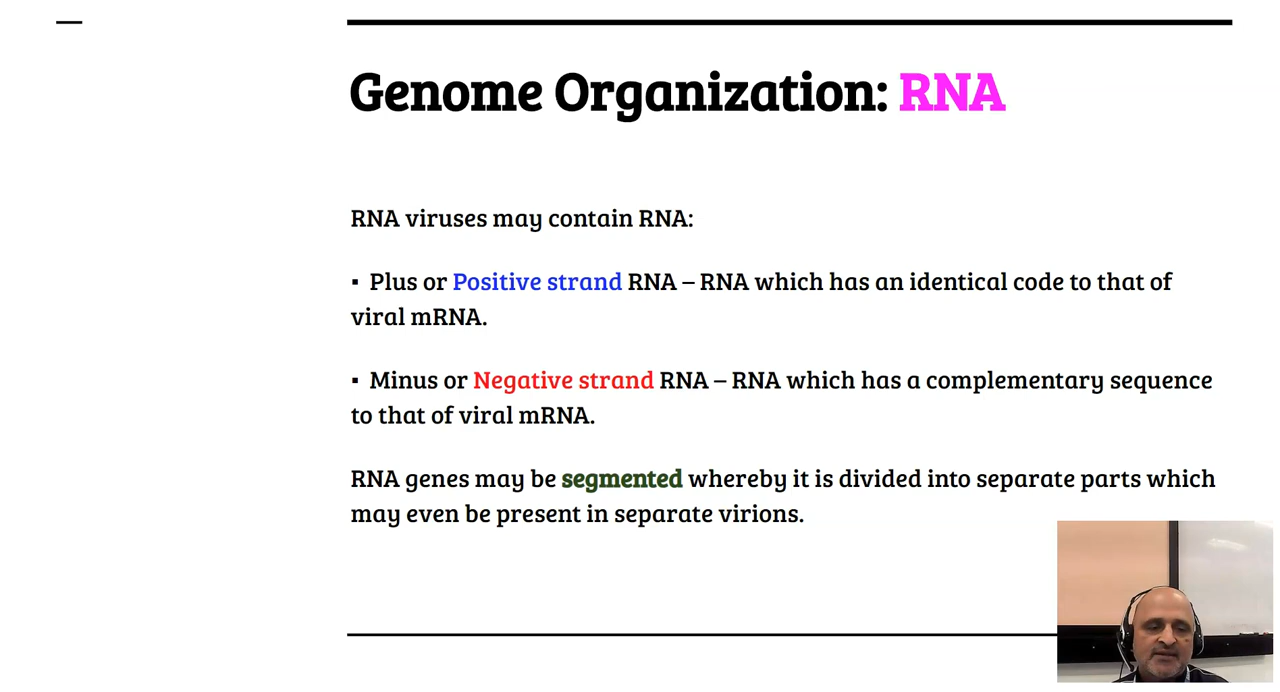 Genome Organization: RNA
RNA viruses may contain RNA:
▪ Plus or Positive strand RNA – RNA which has an identical code to that of
viral mRNA.
▪ Minus or Negative strand RNA – RNA which has a complementary sequence
to that of viral mRNA.
RNA genes may be segmented whereby it is divided into separate parts which
may even be present in separate virions.